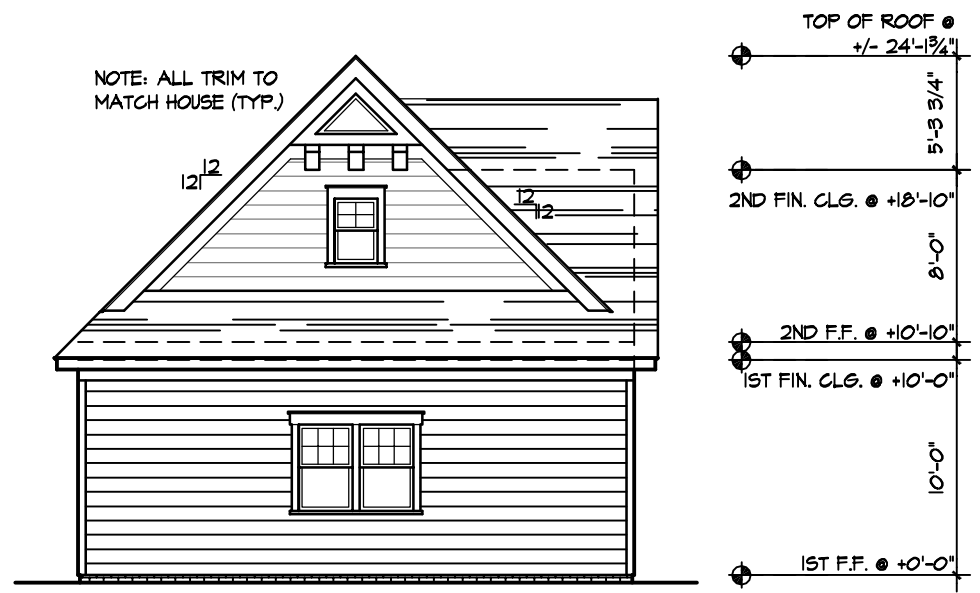 TOP OF ROOF @
+/- 24'-1¾"
NOTE: ALL TRIM TO
MATCH HOUSE (TYP.)
5'-3 3/4"
12
12
12
12
2ND FIN. CLG. @ +18'-10"
8'-0"
2ND F.F. @ +10'-10"
1ST FIN. CLG. @ +10'-0"
10'-0"
1ST F.F. @ +0'-0"